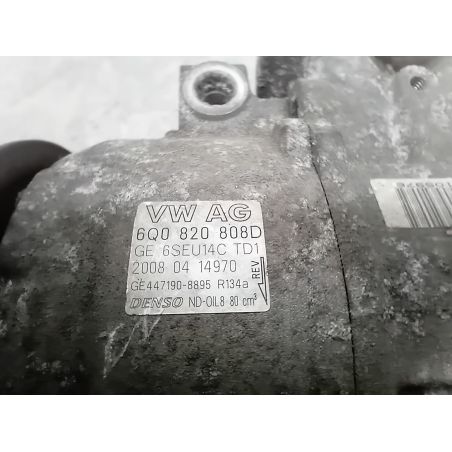 VW AG
6Q0 820 808D
GE 6SEU14C TD1
2008 04 14970
GE447190-8895 R134a
DENSO ND-OIL8·80 cm³
REV